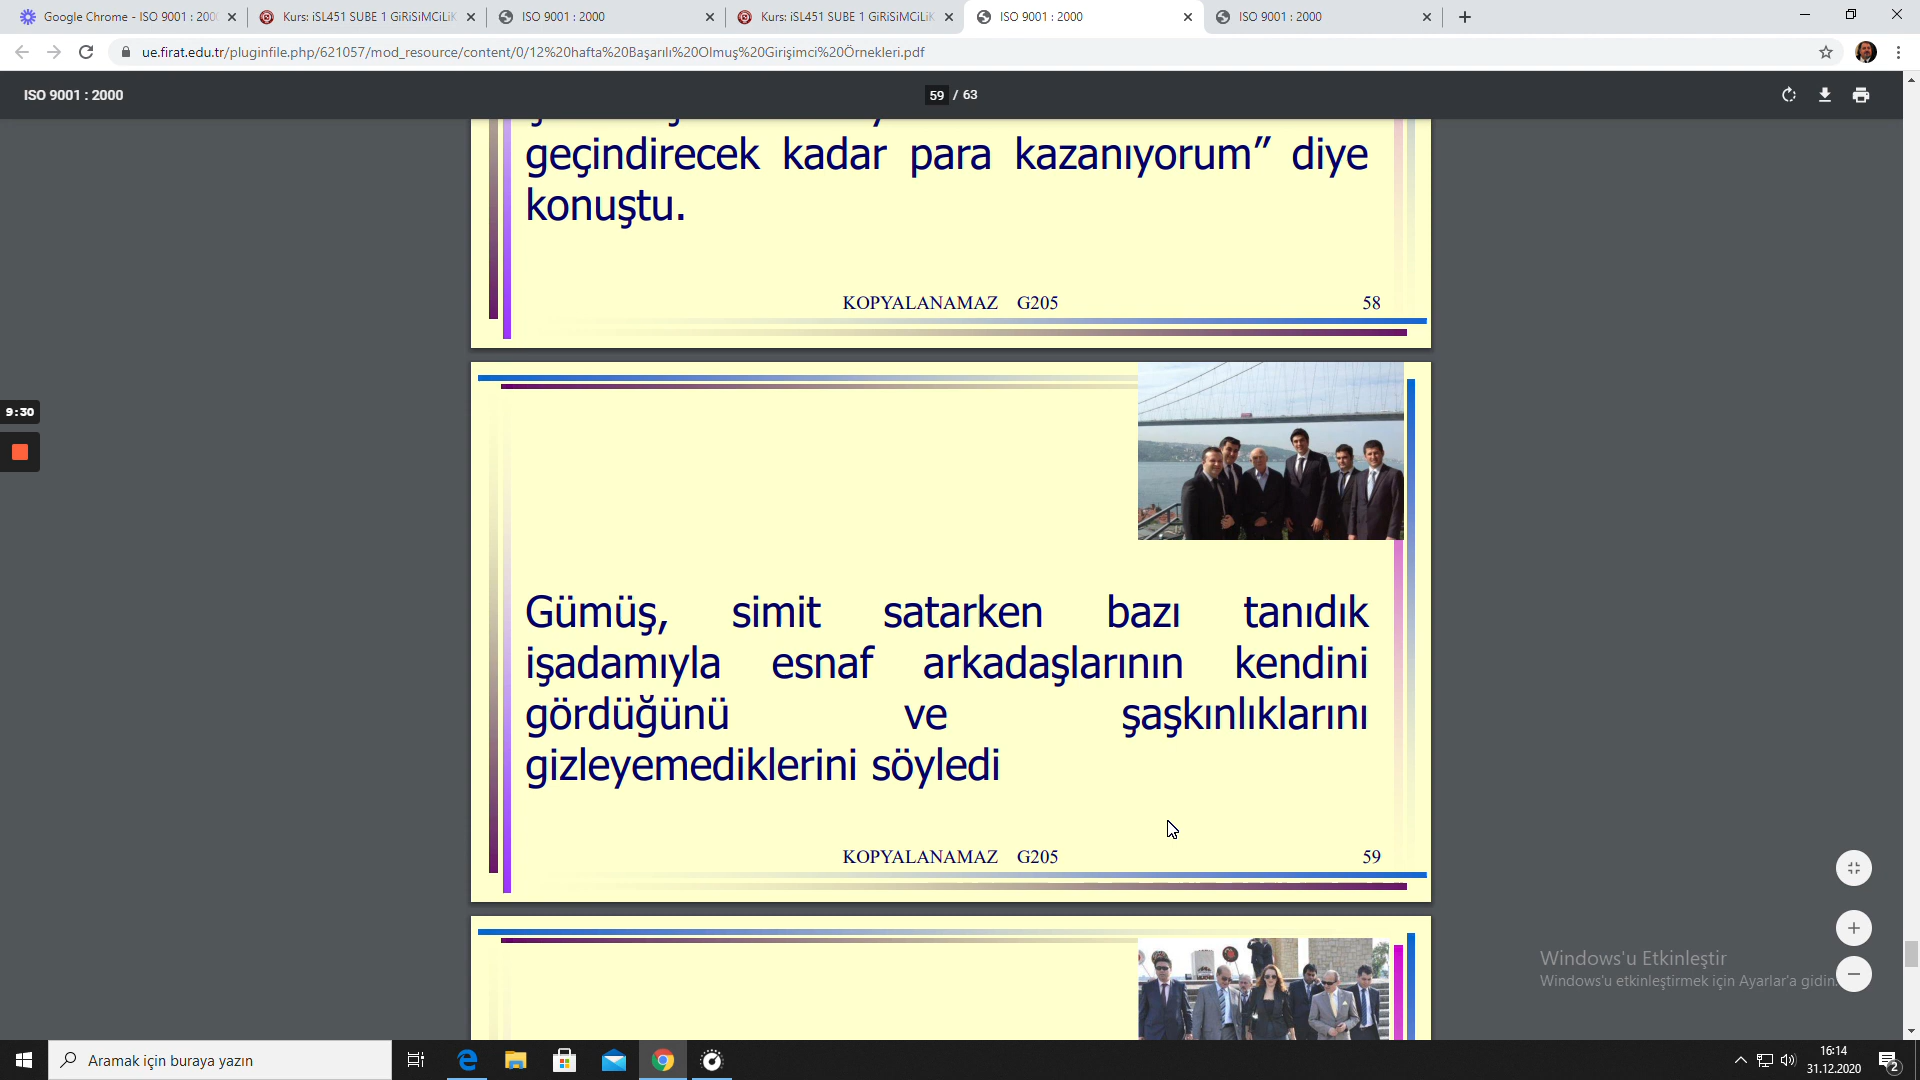 Google Chrome - ISO 9001 : 200
Kurs: iSL451 SUBE 1 GiRiSiMCiLiK
ISO 9001 : 2000
Kurs: iSL451 SUBE 1 GiRiSiMCiLiK
ISO 9001 : 2000
ISO 9001 : 2000
ue.firat.edu.tr/pluginfile.php/621057/mod_resource/content/0/12%20hafta%20Başarılı%20Olmuş%20Girişimci%20Örnekleri.pdf
ISO 9001 : 2000
59 / 63
geçindirecek kadar para kazanıyorum” diye
konuştu.
KOPYALANAMAZ G205 58
9:30
Gümüş, simit satarken bazı tanıdık
işadamıyla esnaf arkadaşlarının kendini
gördüğünü ve şaşkınlıklarını
gizleyemediklerini söyledi
KOPYALANAMAZ G205 59
Windows'u Etkinleştir
Windows'u etkinleştirmek için Ayarlar'a gidin.
Aramak için buraya yazın
16:14
31.12.2020
2